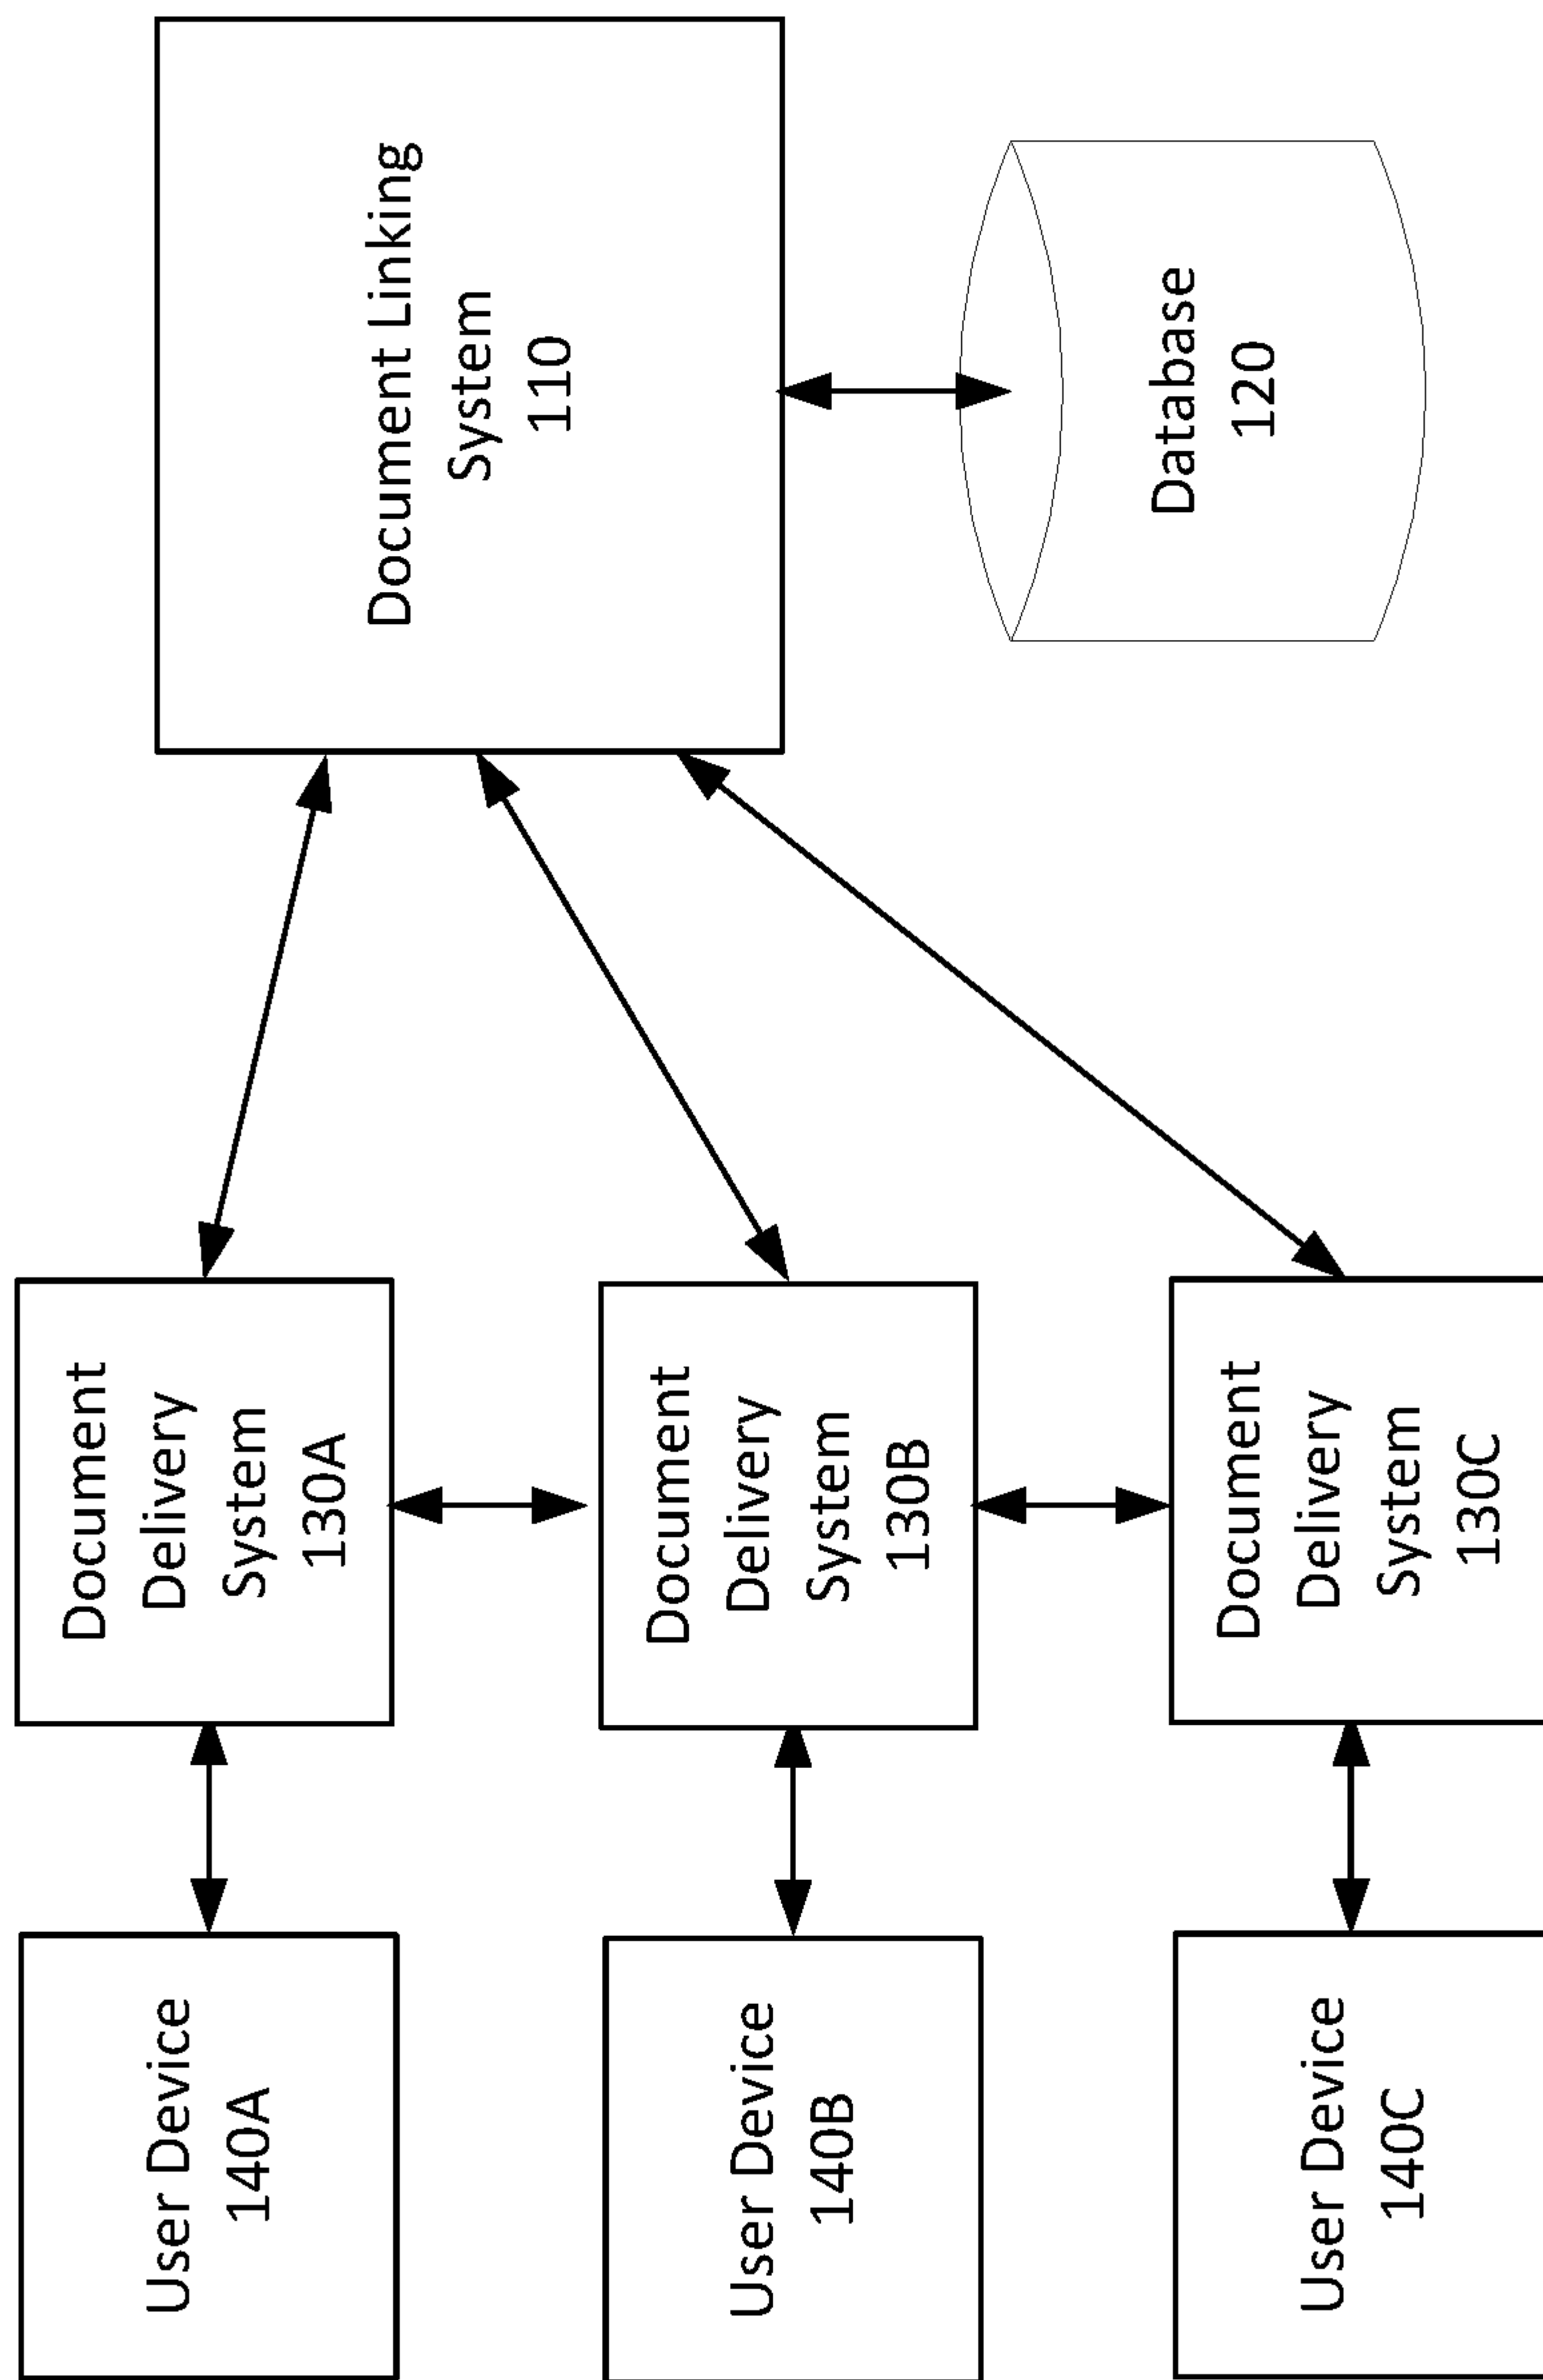 User Device
140A
Document
Delivery
System
130A
Document Linking
System
110
User Device
140B
Document
Delivery
System
130B
Database
120
User Device
140C
Document
Delivery
System
130C